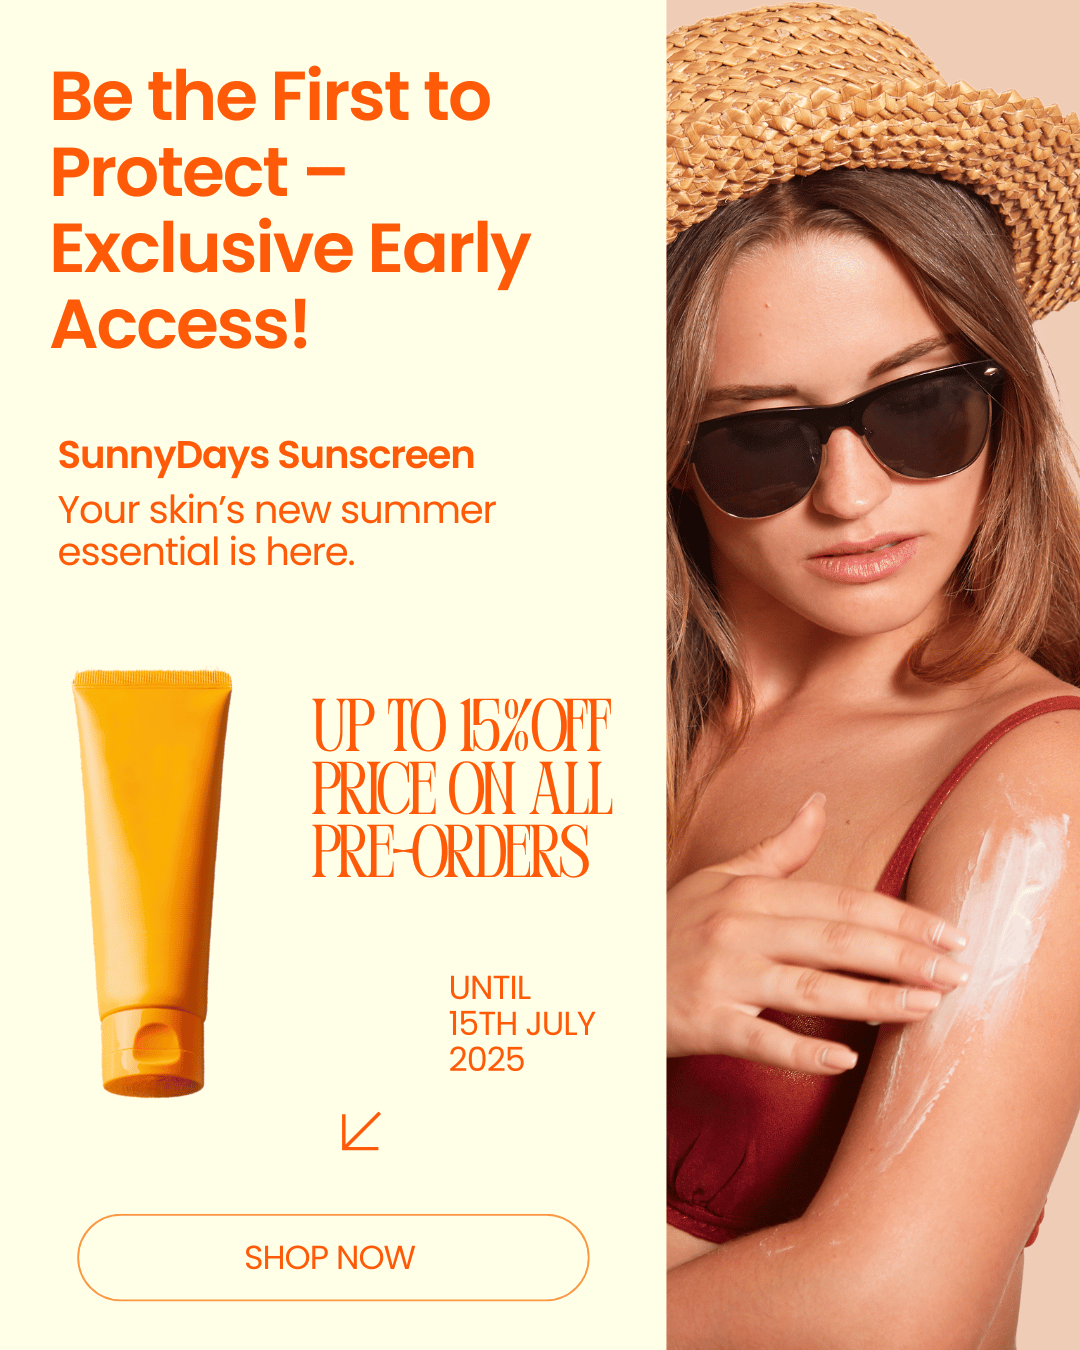 Be the First to
Protect –
Exclusive Early
Access!
SunnyDays Sunscreen
Your skin’s new summer
essential is here.
UP TO 15%OFF
PRICE ON ALL
PRE-ORDERS
UNTIL
15TH JULY
2025
SHOP NOW